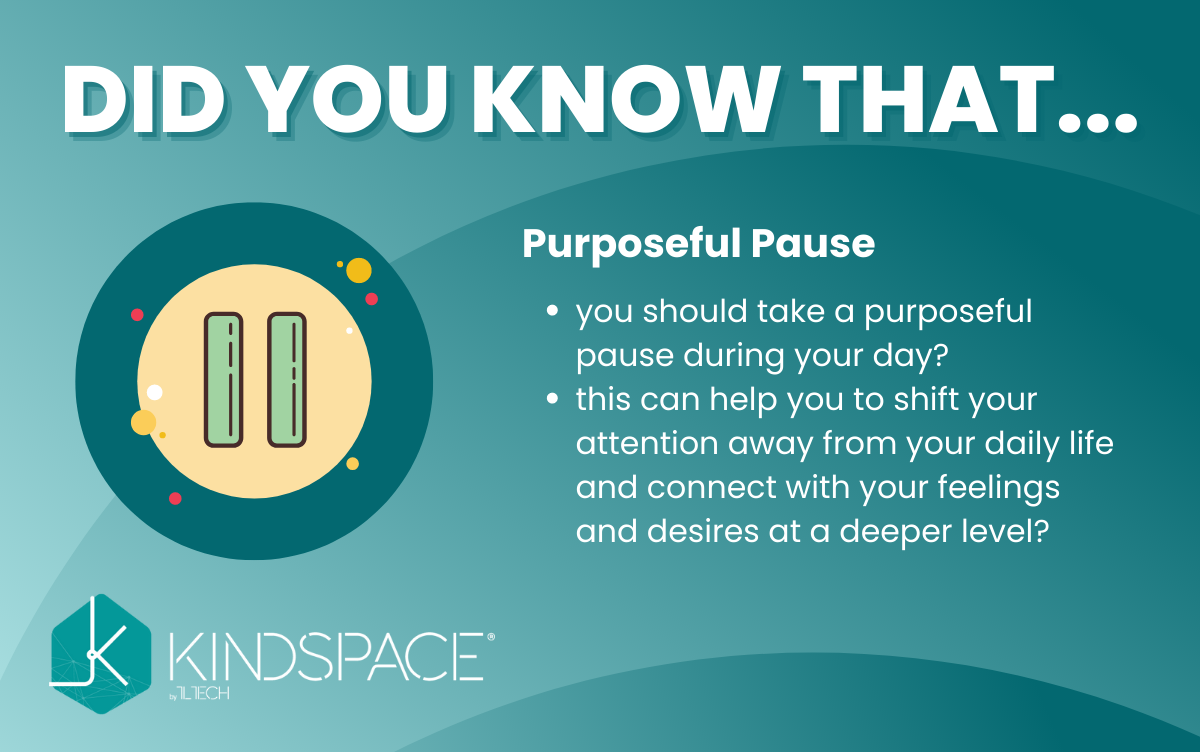 DID YOU KNOW THAT...
Purposeful Pause
• you should take a purposeful
pause during your day?
• this can help you to shift your
attention away from your daily life
and connect with your feelings
and desires at a deeper level?
KINDSPACE®
by 1LTECH